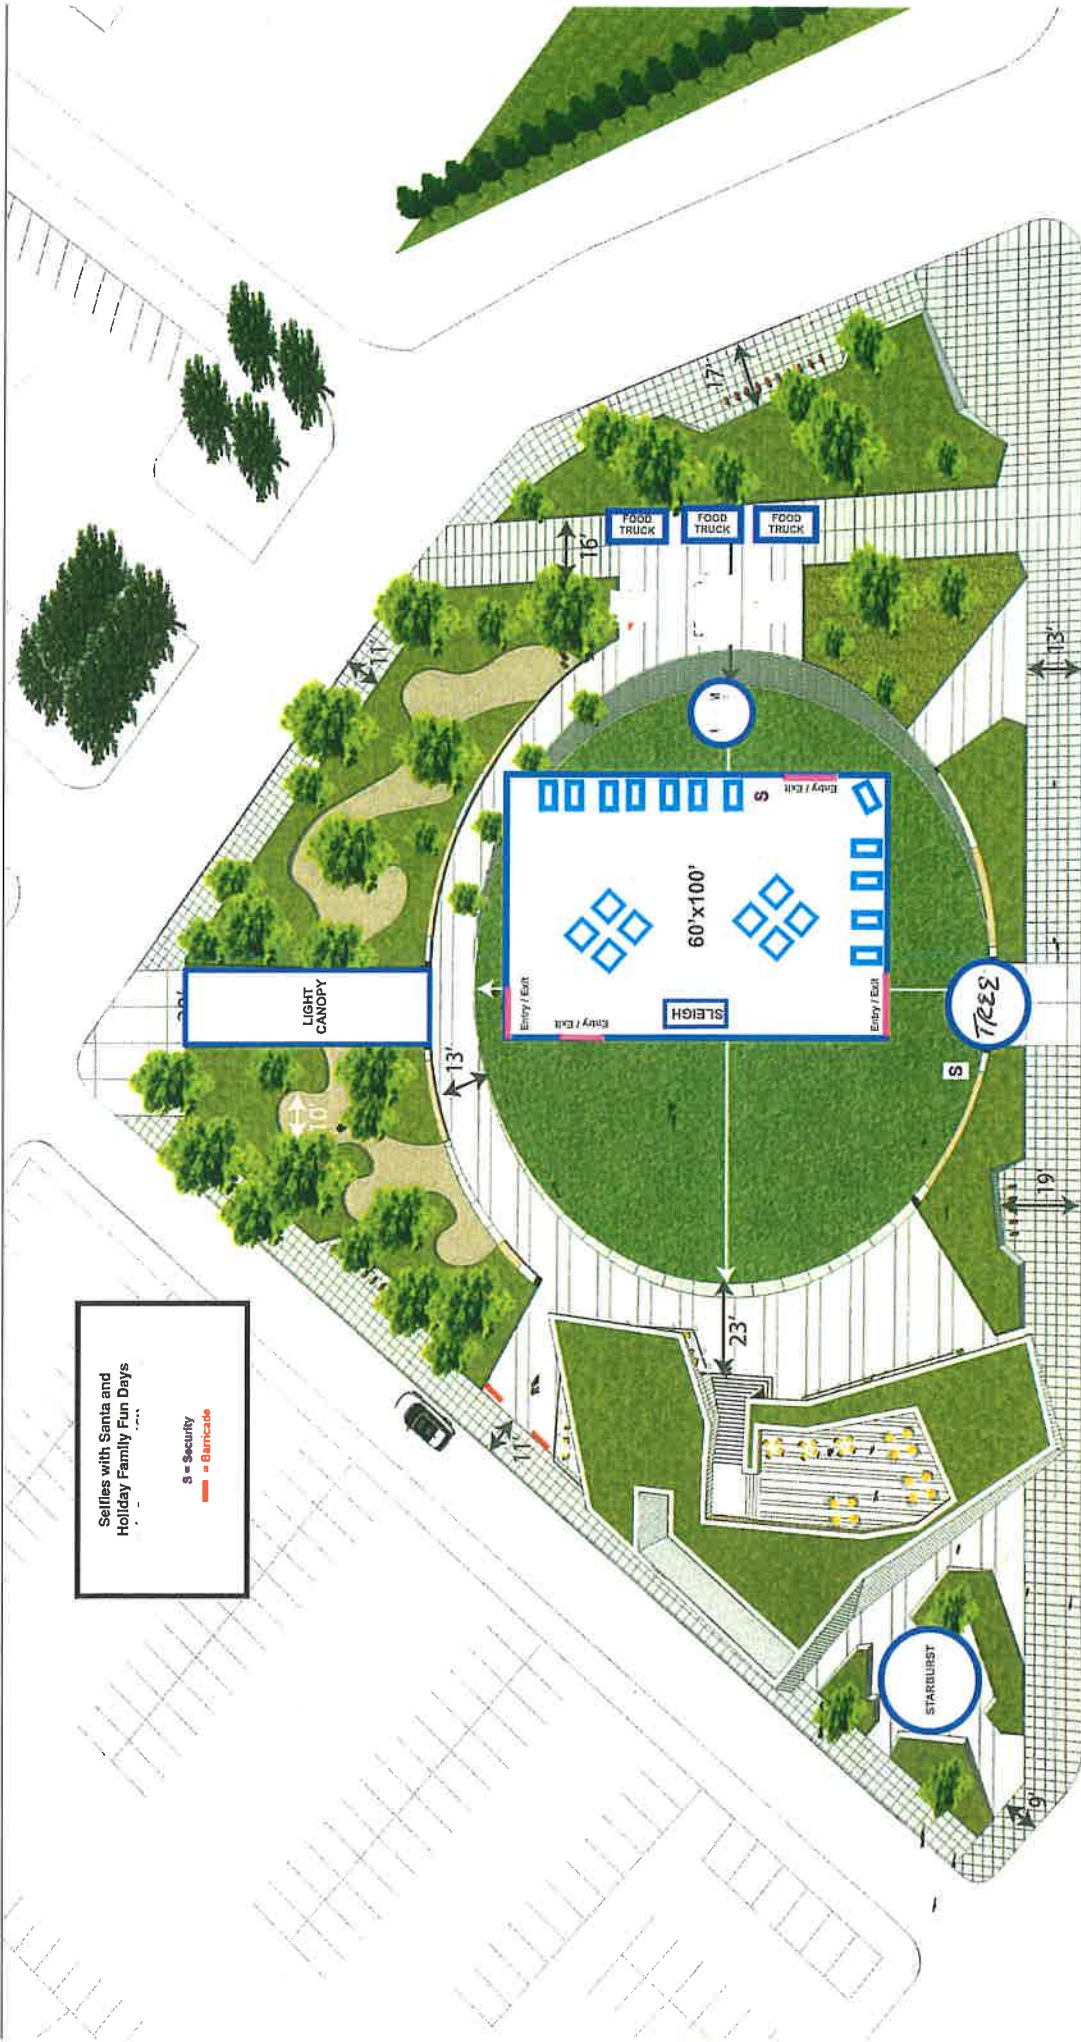 Selfies with Santa and
Holiday Family Fun Days
S = Security
= Barricade
LIGHT
CANOPY
FOOD
TRUCK
FOOD
TRUCK
FOOD
TRUCK
17'
16'
11'
13'
10'
13'
19'
23'
11'
9'
60'x100'
SLEIGH
Entry / Exit
Entry / Exit
Entry / Exit
Entry / Exit
S
S
TREE
STARBURST